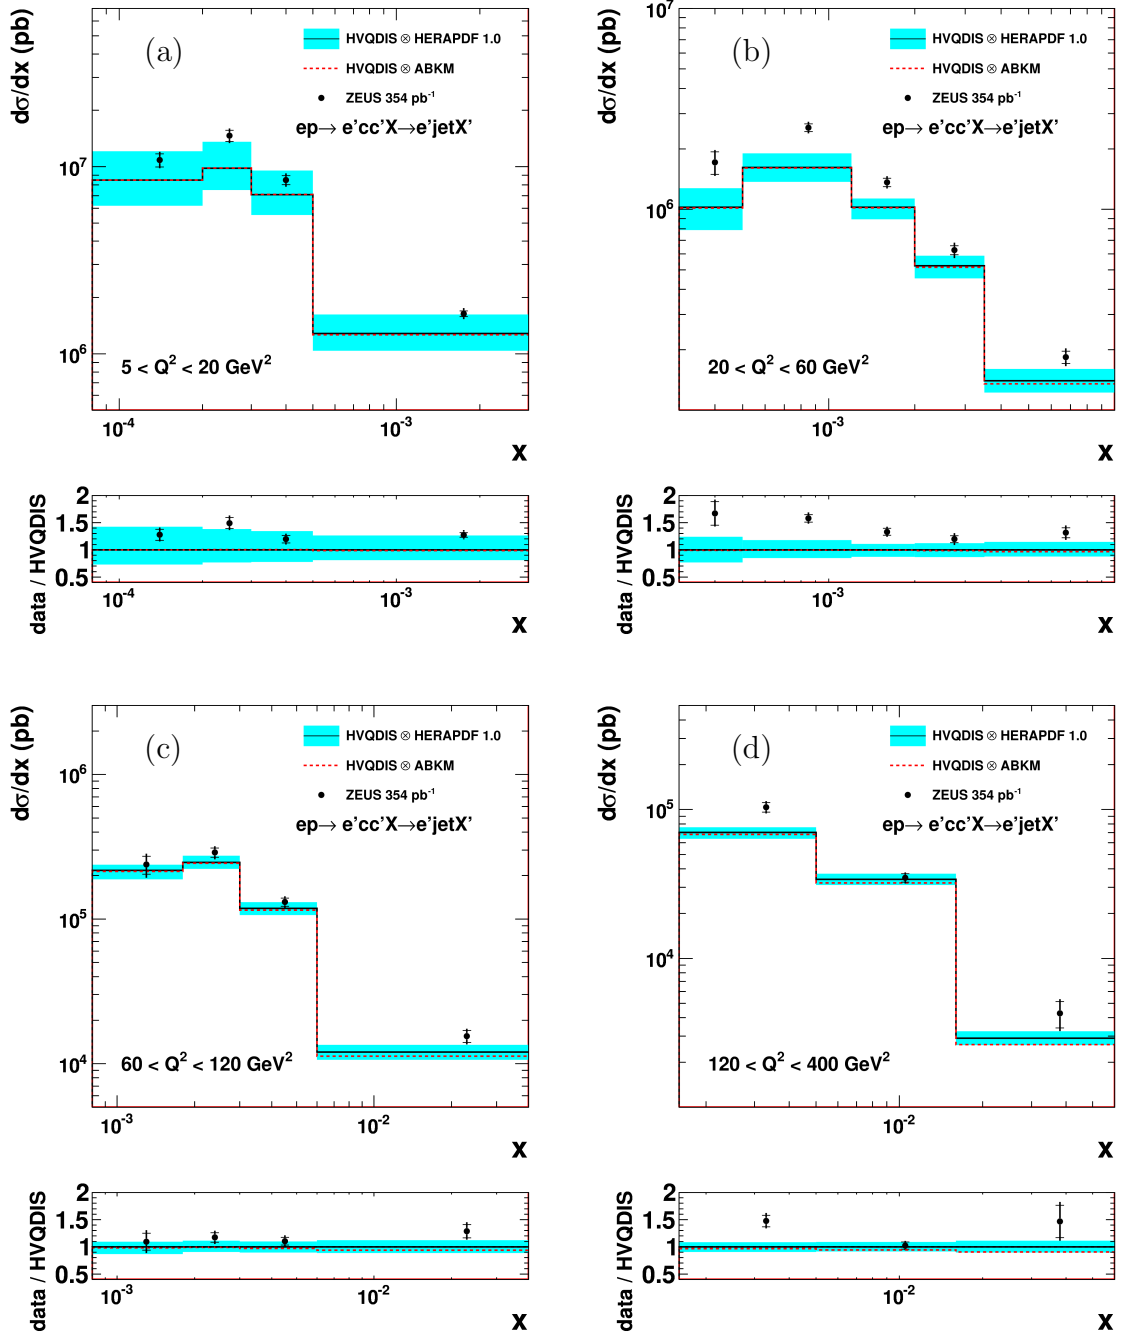 dσ/dx (pb)
(a)
HVQDIS ⊗ HERAPDF 1.0
HVQDIS ⊗ ABKM
ZEUS 354 pb⁻¹
ep→ e'cc'X→e'jetX'
10⁷
10⁶
5 < Q² < 20 GeV²
10⁻⁴
10⁻³
x
data / HVQDIS
2
1.5
1
0.5
10⁻⁴
10⁻³
x
dσ/dx (pb)
10⁷
(b)
HVQDIS ⊗ HERAPDF 1.0
HVQDIS ⊗ ABKM
ZEUS 354 pb⁻¹
ep→ e'cc'X→e'jetX'
10⁶
20 < Q² < 60 GeV²
10⁻³
x
data / HVQDIS
2
1.5
1
0.5
10⁻³
x
dσ/dx (pb)
(c)
HVQDIS ⊗ HERAPDF 1.0
HVQDIS ⊗ ABKM
ZEUS 354 pb⁻¹
ep→ e'cc'X→e'jetX'
10⁶
10⁵
10⁴
60 < Q² < 120 GeV²
10⁻³
10⁻²
x
data / HVQDIS
2
1.5
1
0.5
10⁻³
10⁻²
x
dσ/dx (pb)
(d)
HVQDIS ⊗ HERAPDF 1.0
HVQDIS ⊗ ABKM
ZEUS 354 pb⁻¹
ep→ e'cc'X→e'jetX'
10⁵
10⁴
120 < Q² < 400 GeV²
10⁻²
x
data / HVQDIS
2
1.5
1
0.5
10⁻²
x